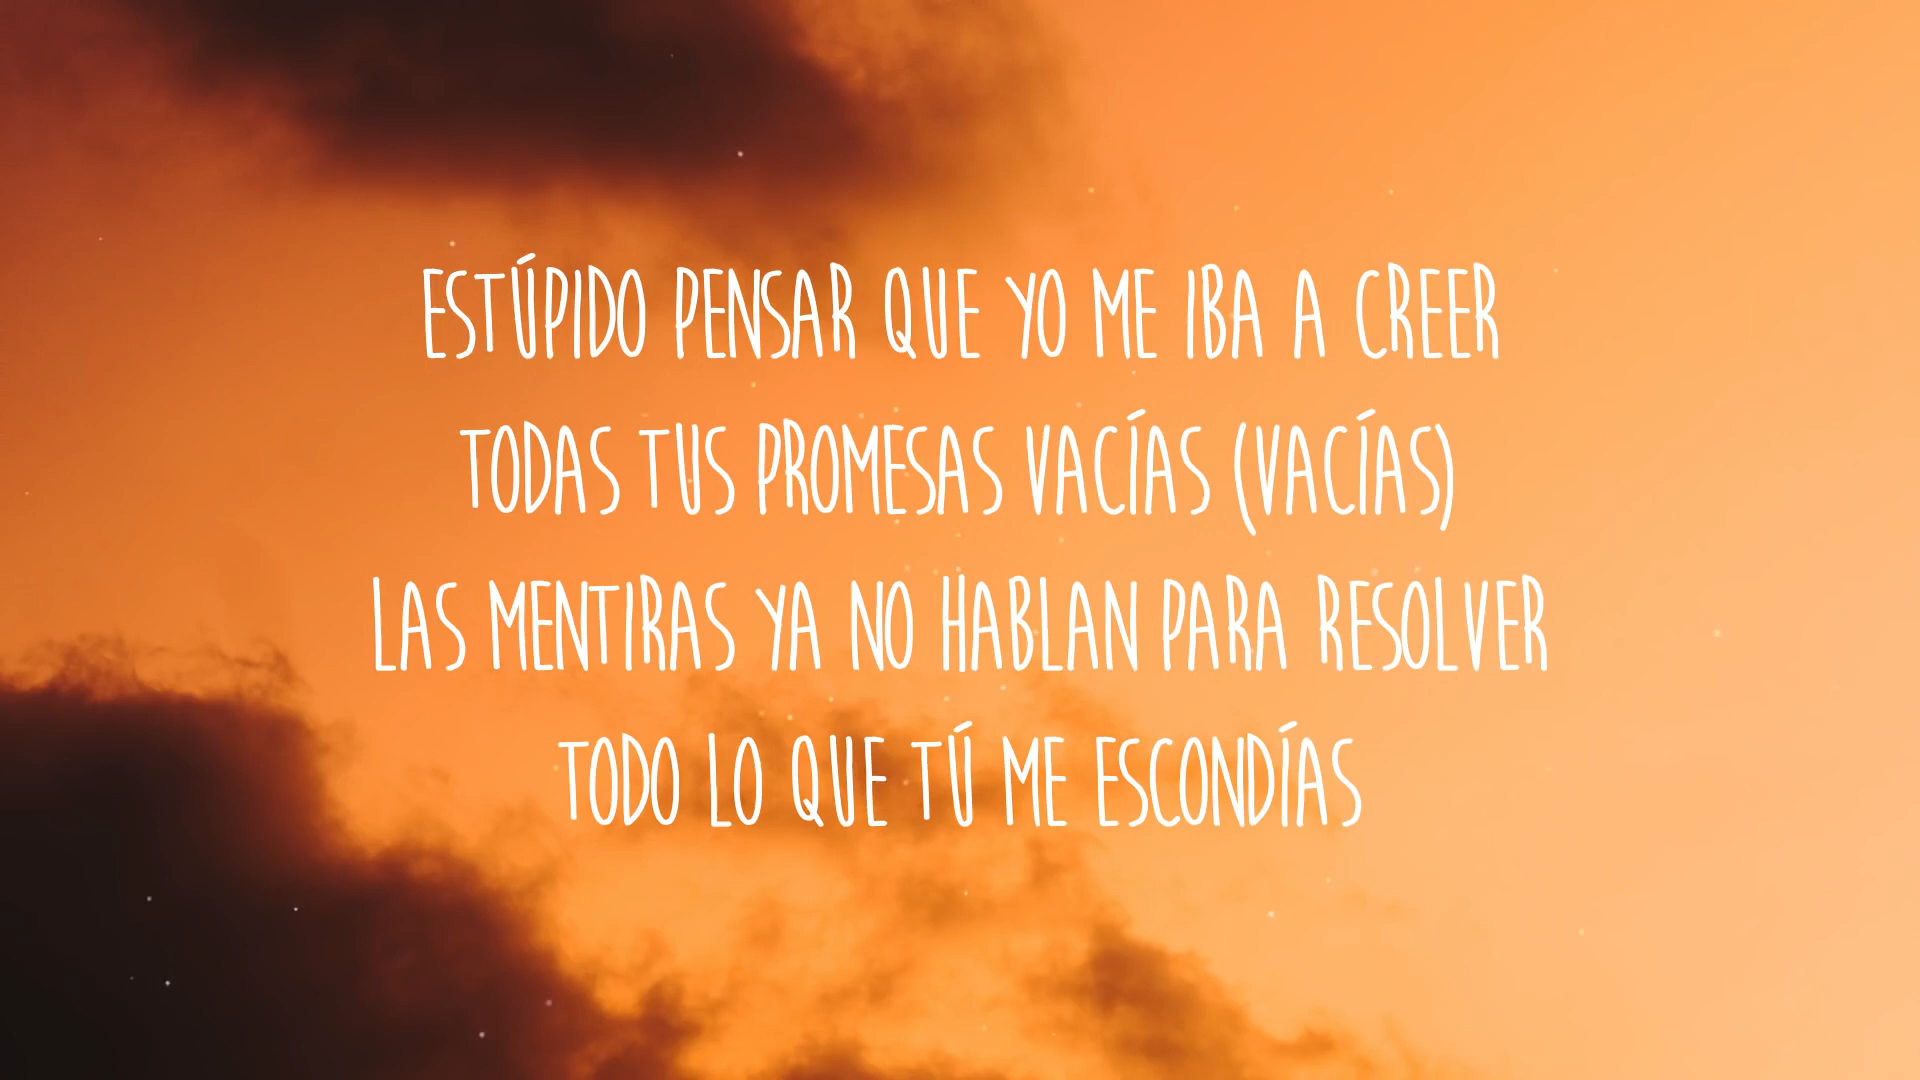 ESTÚPIDO PENSAR QUE YO ME IBA A CREER
TODAS TUS PROMESAS VACÍAS (VACÍAS)
LAS MENTIRAS YA NO HABLAN PARA RESOLVER
TODO LO QUE TÚ ME ESCONDÍAS